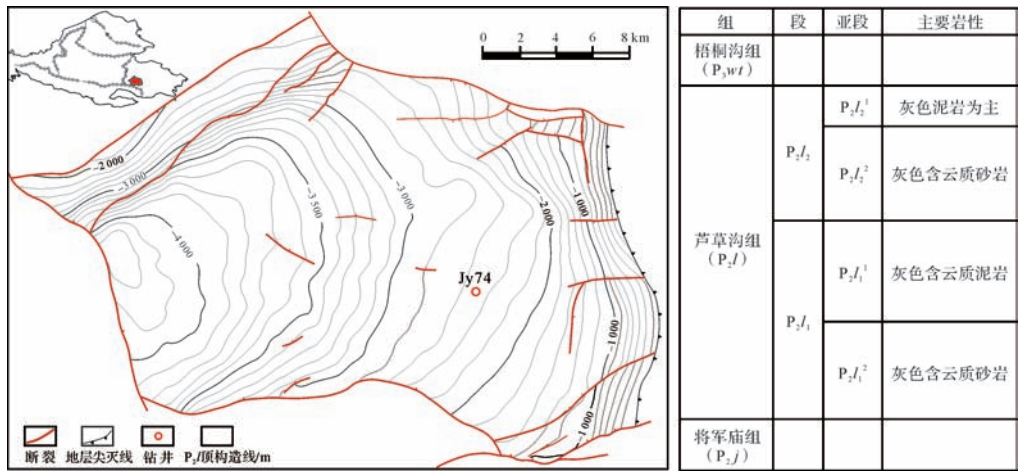 0 2 4 6 8 km
-2 000
-3 000
-3 500
-3 000
-4 000
-2 000
-1 000
-1 000
-1 000
Jy74
断裂 地层尖灭线 钻井 P₂l顶构造线/m
组 段 亚段 主要岩性
梧桐沟组
（P₃wt）
芦草沟组
（P₂l）
P₂l₂
P₂l₂¹ 灰色泥岩为主
P₂l₂² 灰色含云质砂岩
P₂l₁
P₂l₁¹ 灰色含云质泥岩
P₂l₁² 灰色含云质砂岩
将军庙组
（P₂j）